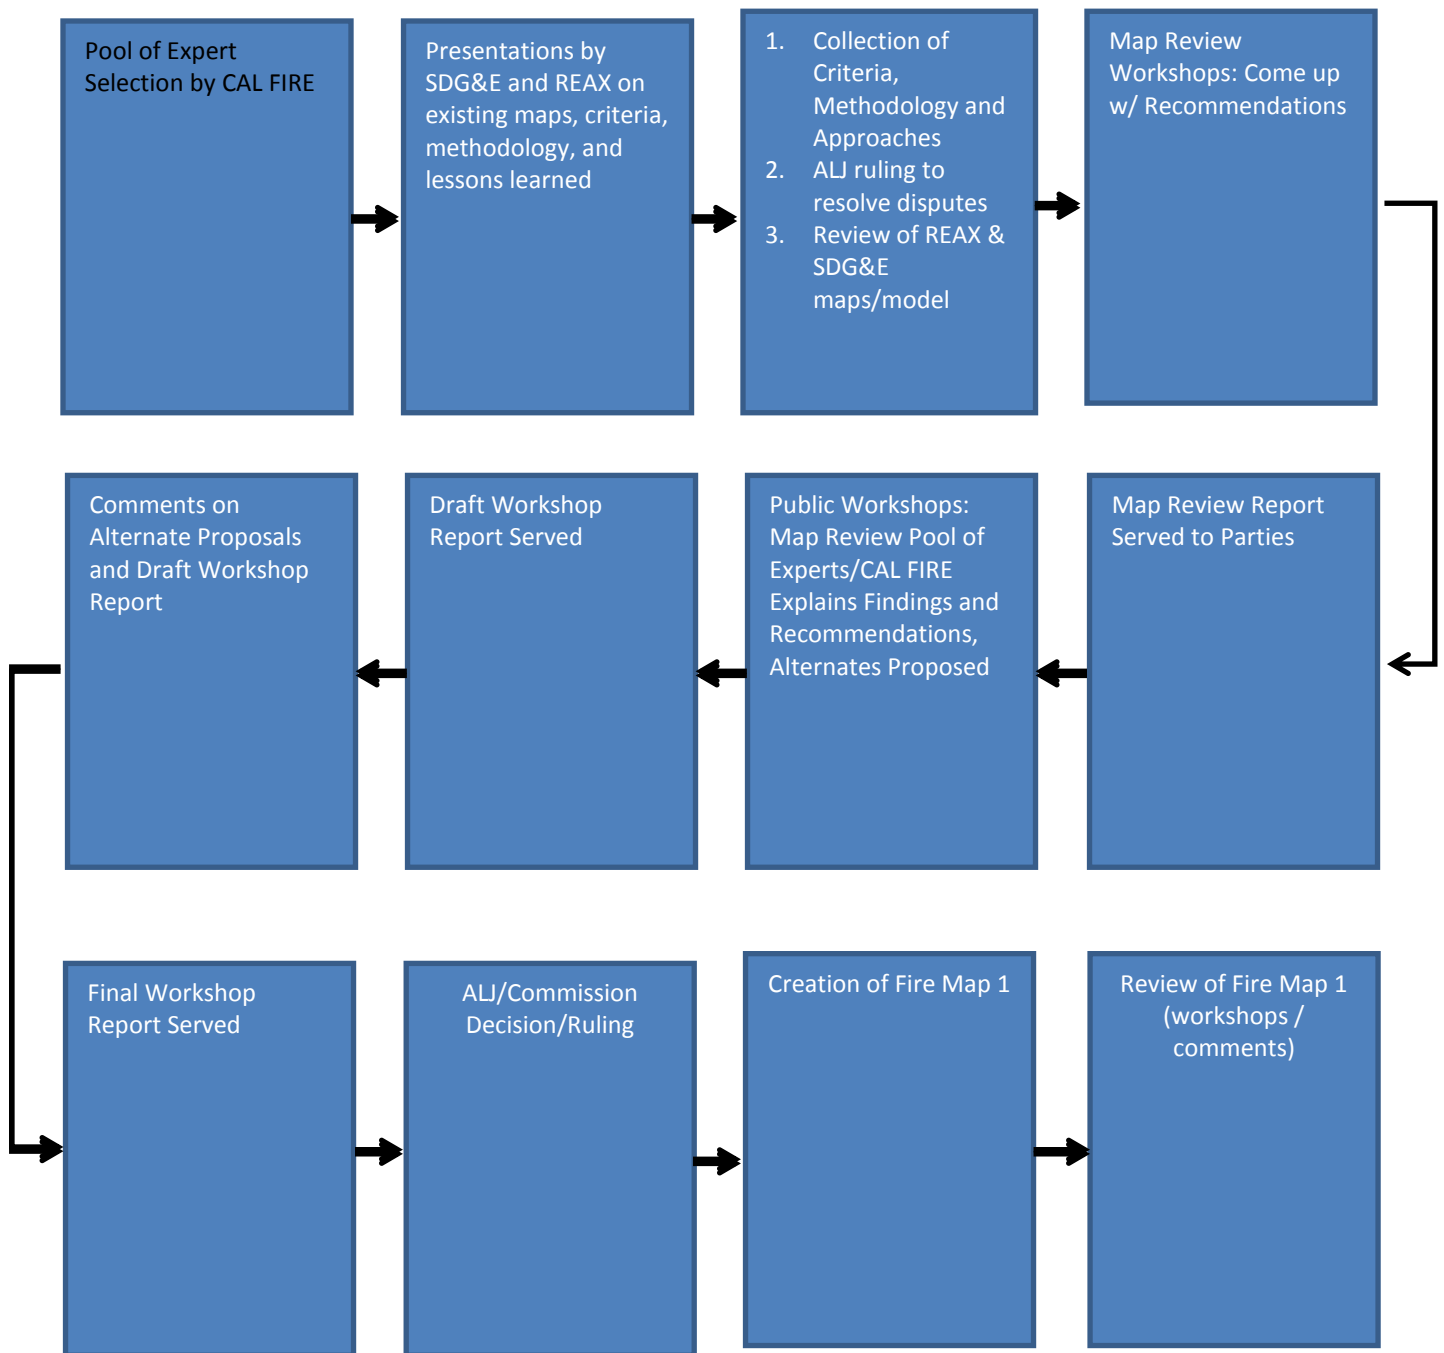 Pool of Expert
Selection by CAL FIRE
Presentations by
SDG&E and REAX on
existing maps, criteria,
methodology, and
lessons learned
1. Collection of
Criteria,
Methodology and
Approaches
2. ALJ ruling to
resolve disputes
3. Review of REAX &
SDG&E
maps/model
Map Review
Workshops: Come up
w/ Recommendations
Comments on
Alternate Proposals
and Draft Workshop
Report
Draft Workshop
Report Served
Public Workshops:
Map Review Pool of
Experts/CAL FIRE
Explains Findings and
Recommendations,
Alternates Proposed
Map Review Report
Served to Parties
Final Workshop
Report Served
ALJ/Commission
Decision/Ruling
Creation of Fire Map 1
Review of Fire Map 1
(workshops /
comments)